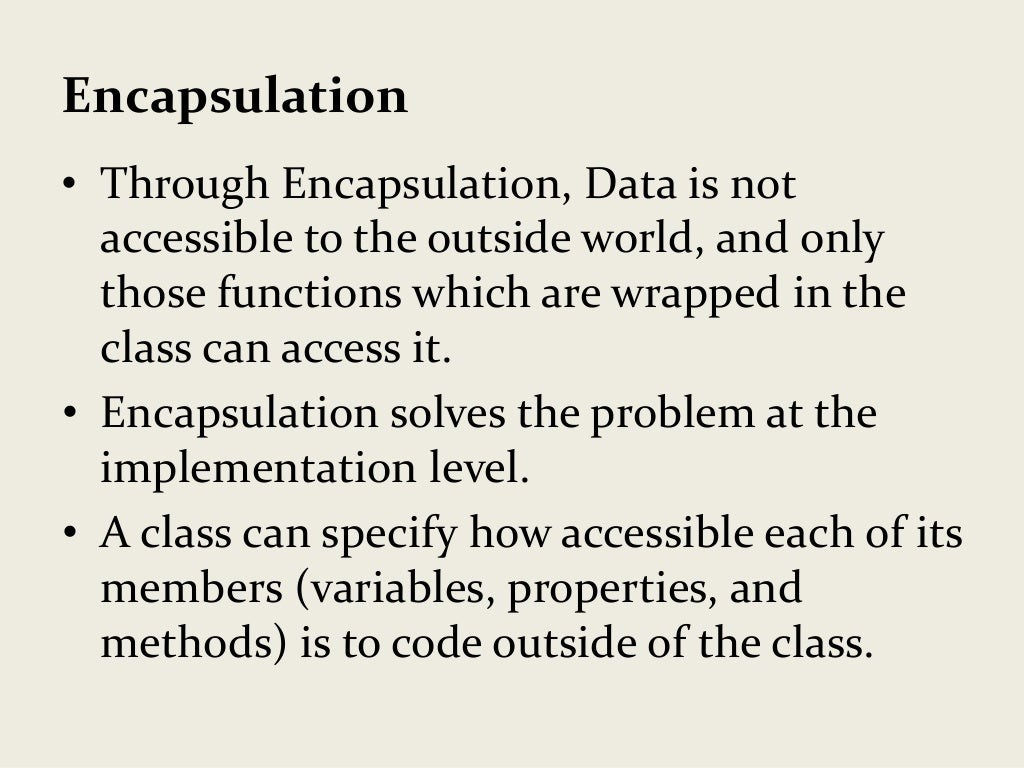 Encapsulation
• Through Encapsulation, Data is not
accessible to the outside world, and only
those functions which are wrapped in the
class can access it.
• Encapsulation solves the problem at the
implementation level.
• A class can specify how accessible each of its
members (variables, properties, and
methods) is to code outside of the class.